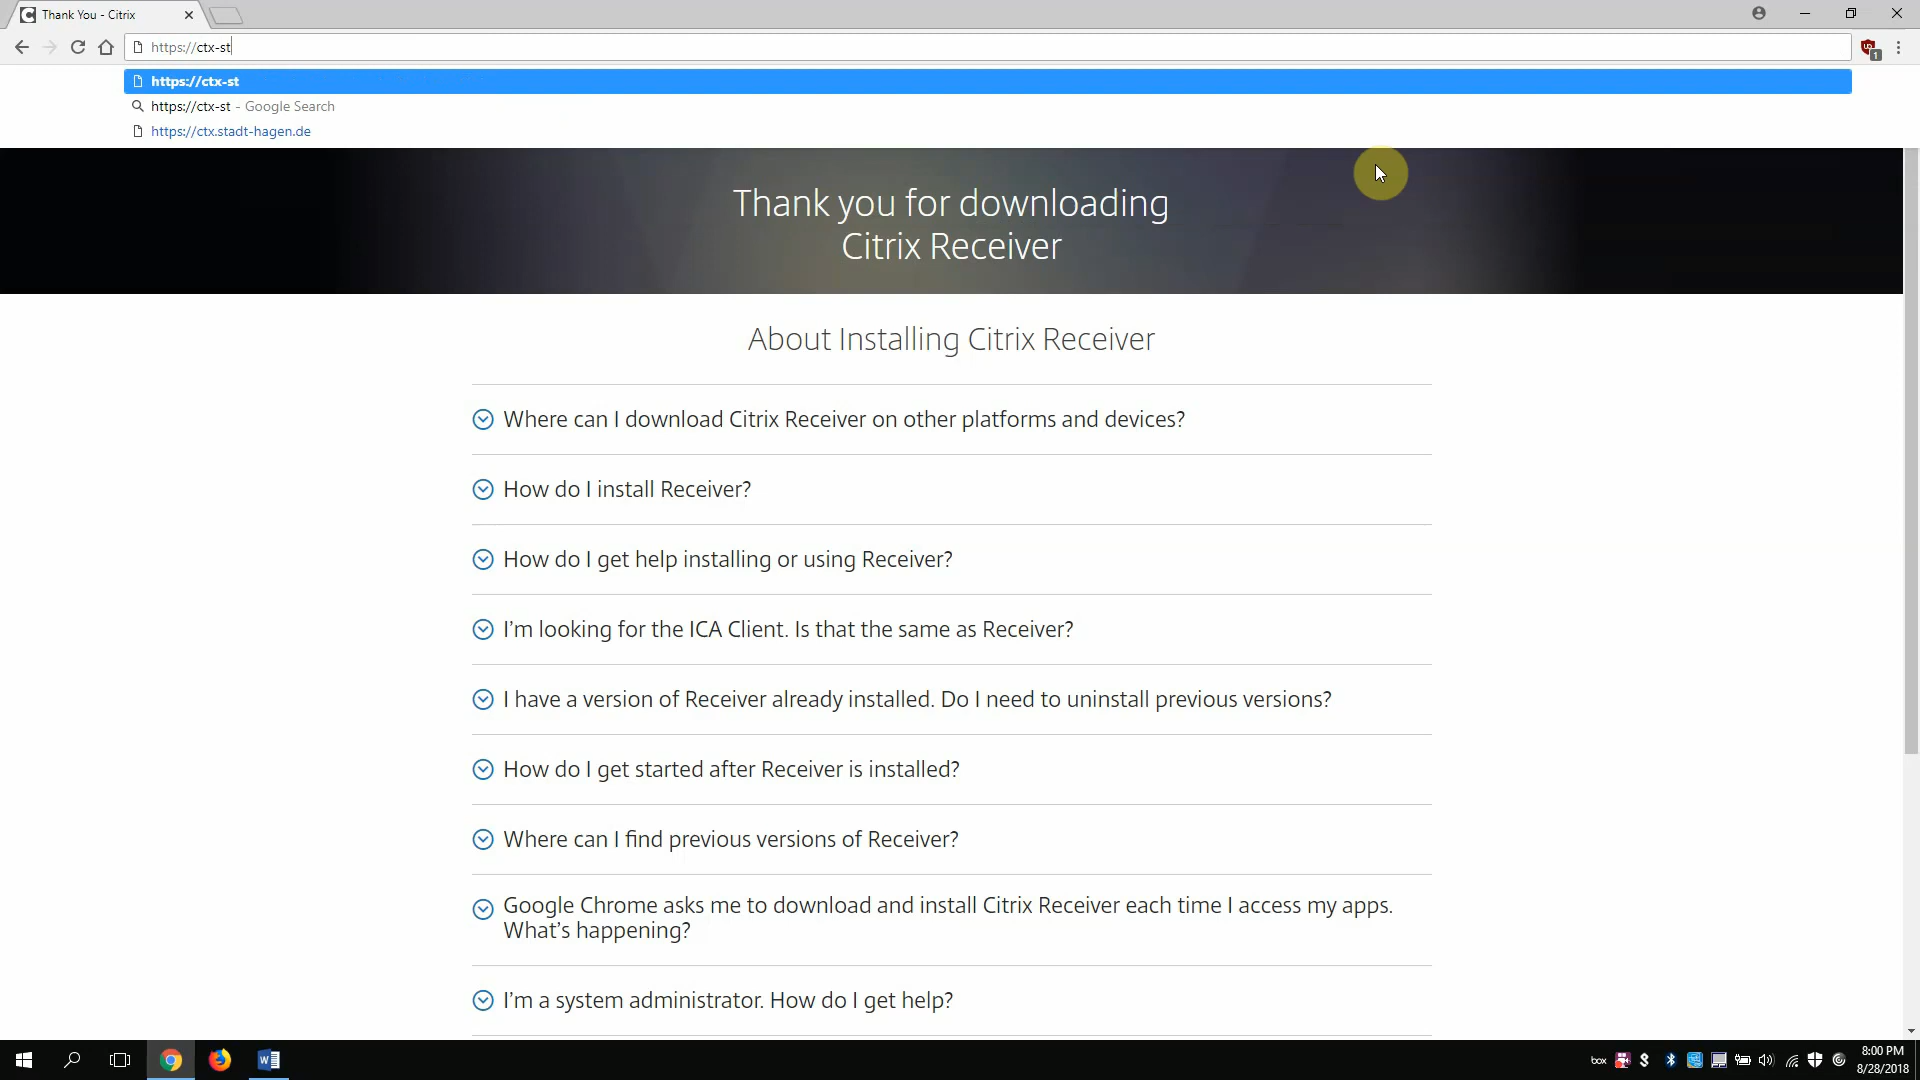 Thank You - Citrix
https://ctx-st
https://ctx-st
https://ctx-st - Google Search
https://ctx.stadt-hagen.de
Thank you for downloading
Citrix Receiver
About Installing Citrix Receiver
Where can I download Citrix Receiver on other platforms and devices?
How do I install Receiver?
How do I get help installing or using Receiver?
I'm looking for the ICA Client. Is that the same as Receiver?
I have a version of Receiver already installed. Do I need to uninstall previous versions?
How do I get started after Receiver is installed?
Where can I find previous versions of Receiver?
Google Chrome asks me to download and install Citrix Receiver each time I access my apps.
What's happening?
I'm a system administrator. How do I get help?
box
8:00 PM
8/28/2018